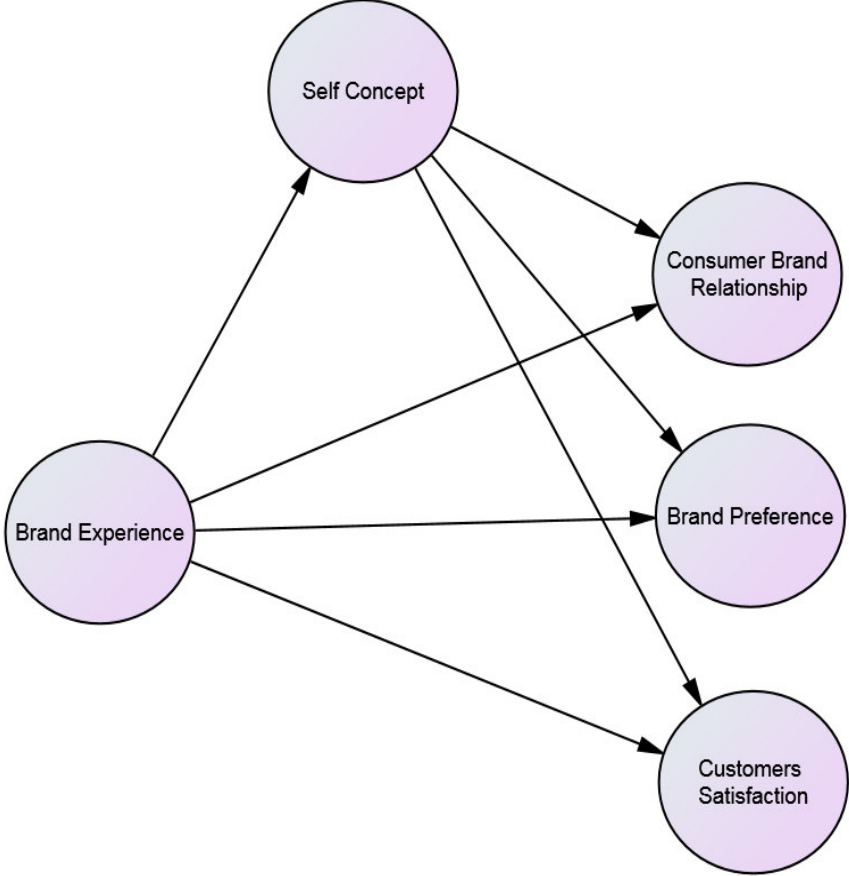 Self Concept
Consumer Brand
Relationship
Brand Experience
Brand Preference
Customers
Satisfaction